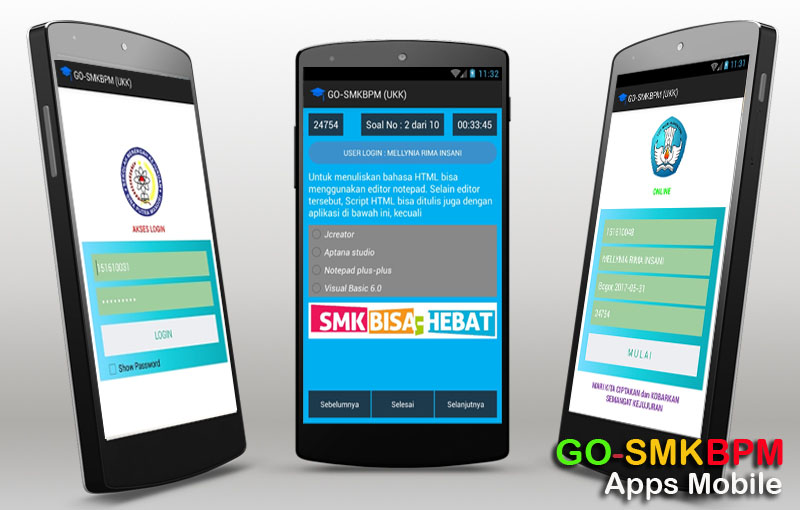 GO-SMKBPM (UKK)
AKSES LOGIN
151610031
LOGIN
Show Password
11:32
GO-SMKBPM (UKK)
24754
Soal No : 2 dari 10
00:33:45
USER LOGIN : MELLYNIA RIMA INSANI
Untuk menuliskan bahasa HTML bisa
menggunakan editor notepad. Selain editor
tersebut, Script HTML bisa ditulis juga dengan
aplikasi di bawah ini, kecuali
Jcreator
Aptana studio
Notepad plus-plus
Visual Basic 6.0
SMK BISA-HEBAT
Sebelumnya
Selesai
Selanjutnya
11:31
GO-SMKBPM (UKK)
ONLINE
151610048
MELLYNIA RIMA INSANI
Bogor 2017-05-31
24754
MULAI
MARI KITA CIPTAKAN dan KOBARKAN
SEMANGAT KEJUJURAN
GO-SMKBPM
Apps Mobile